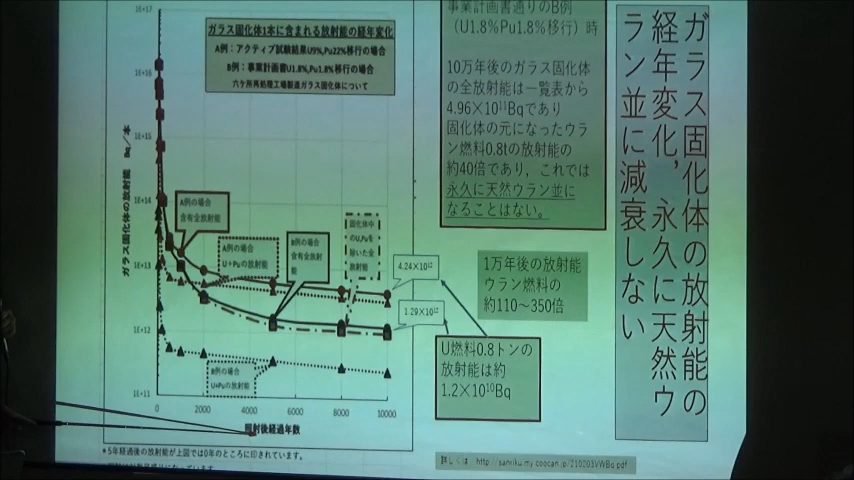 ガラス固化体の放射能の
経年変化,永久に天然ウ
ラン並に減衰しない
事業計画書通りのB例
(U1.8%Pu1.8%移行)時
10万年後のガラス固化体
の全放射能は一覧表から
4.96×10¹¹Bqであり
固化体の元になったウラ
ン燃料0.8tの放射能の
約40倍であり,これでは
永久に天然ウラン並に
なることはない。
ガラス固化体1本に含まれる放射能の経年変化
A例:アクティブ試験結果U9%,Pu22%移行の場合
B例:事業計画書U1.8%,Pu1.8%移行の場合
六ケ所再処理工場製造ガラス固化体について
ガラス固化体の放射能 Bq/本
1E+17
1E+16
1E+15
1E+14
1E+13
1E+12
1E+11
A例の場合
含有全放射
能
A例の場合
U+Puの放射能
B例の場合
含有全放射
能
固化体中
のU,Puを
除いた全
放射能
B例の場合
U+Puの放射能
4.24×10¹²
1.29×10¹²
0
2000
4000
6000
8000
10000
照射後経過年数
1万年後の放射能
ウラン燃料の
約110~350倍
U燃料0.8トンの
放射能は約
1.2×10¹⁰Bq
*5年経過後の放射能が上図では0年のところに印されています。
詳しくは http://sanriku.my.coocan.jp/210203VWBq.pdf